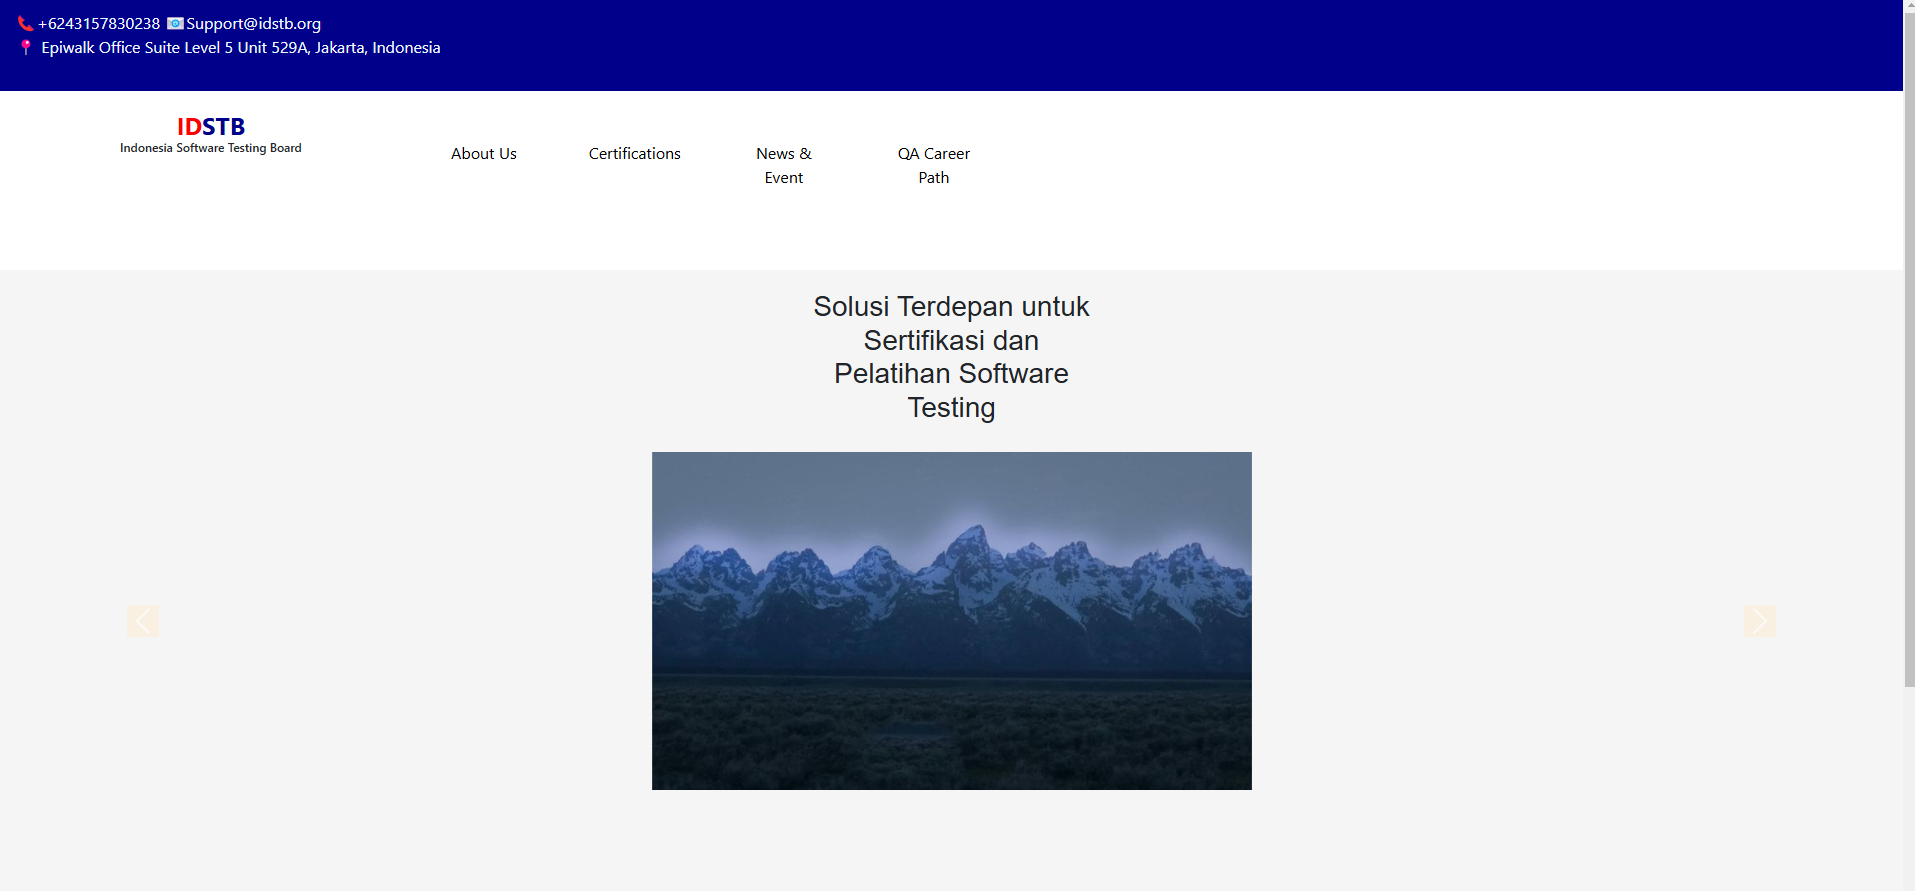 +6243157830238 Support@idstb.org
Epiwalk Office Suite Level 5 Unit 529A, Jakarta, Indonesia
IDSTB
Indonesia Software Testing Board
About Us
Certifications
News &
Event
QA Career
Path
Solusi Terdepan untuk
Sertifikasi dan
Pelatihan Software
Testing